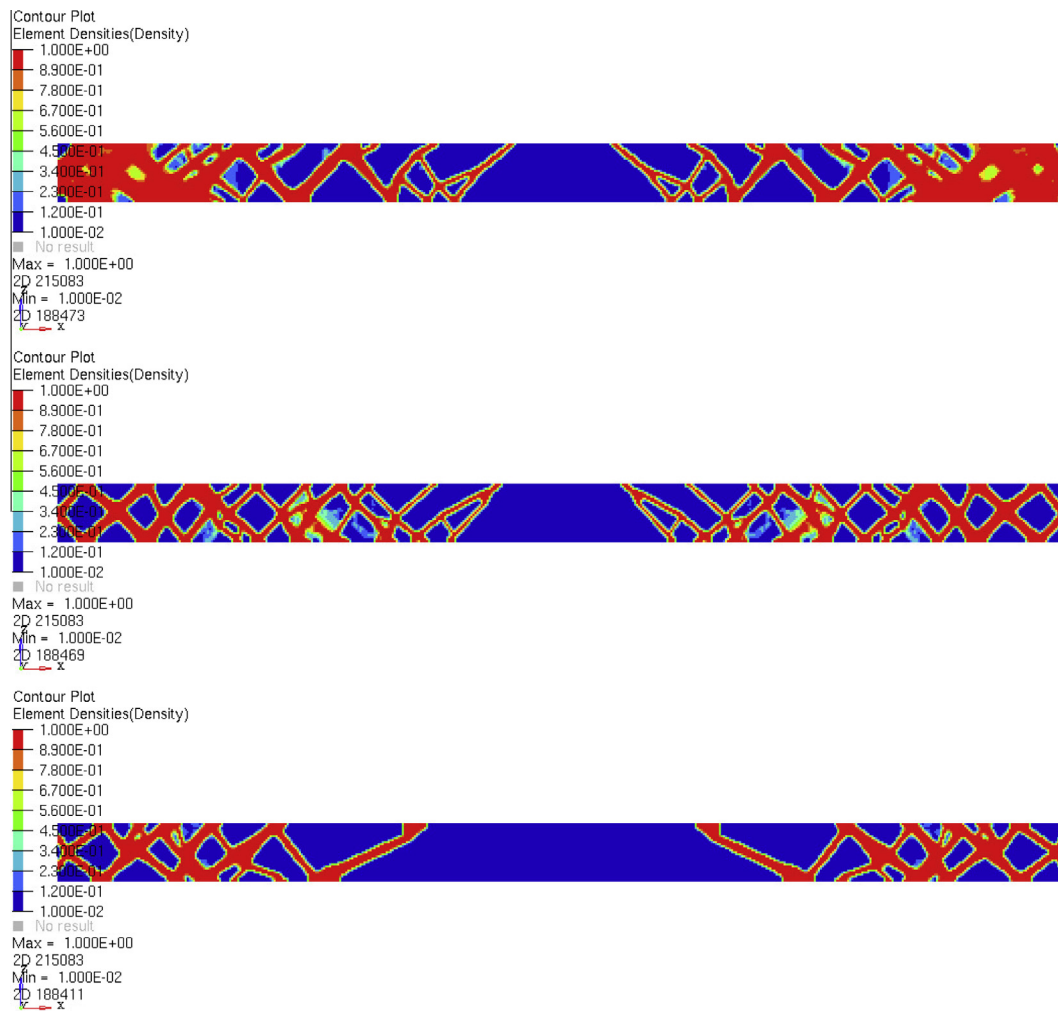 Contour Plot
Element Densities(Density)
1.000E+00
8.900E-01
7.800E-01
6.700E-01
5.600E-01
4.500E-01
3.400E-01
2.300E-01
1.200E-01
1.000E-02
No result
Max = 1.000E+00
2D 215083
Min = 1.000E-02
2D 188473
Z
Y X
Contour Plot
Element Densities(Density)
1.000E+00
8.900E-01
7.800E-01
6.700E-01
5.600E-01
4.500E-01
3.400E-01
2.300E-01
1.200E-01
1.000E-02
No result
Max = 1.000E+00
2D 215083
Min = 1.000E-02
2D 188469
Z
Y X
Contour Plot
Element Densities(Density)
1.000E+00
8.900E-01
7.800E-01
6.700E-01
5.600E-01
4.500E-01
3.400E-01
2.300E-01
1.200E-01
1.000E-02
No result
Max = 1.000E+00
2D 215083
Min = 1.000E-02
2D 188411
Z
Y X